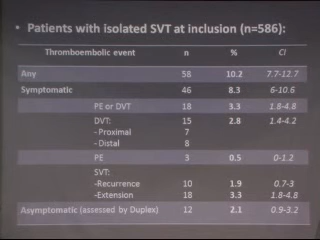 • Patients with isolated SVT at inclusion (n=586):
Thromboembolic event n % CI
Any 58 10.2 7.7-12.7
Symptomatic 46 8.3 6-10.6
PE or DVT 18 3.3 1.8-4.8
DVT: 15 2.8 1.4-4.2
- Proximal 7
- Distal 8
PE 3 0.5 0-1.2
SVT:
-Recurrence 10 1.9 0.7-3
-Extension 18 3.3 1.8-4.8
Asymptomatic (assessed by Duplex) 12 2.1 0.9-3.2